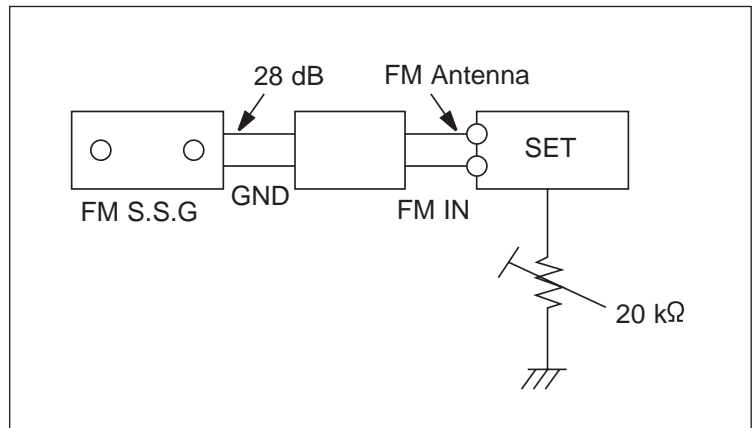 28 dB
FM Antenna
SET
FM S.S.G
GND
FM IN
20 kΩ